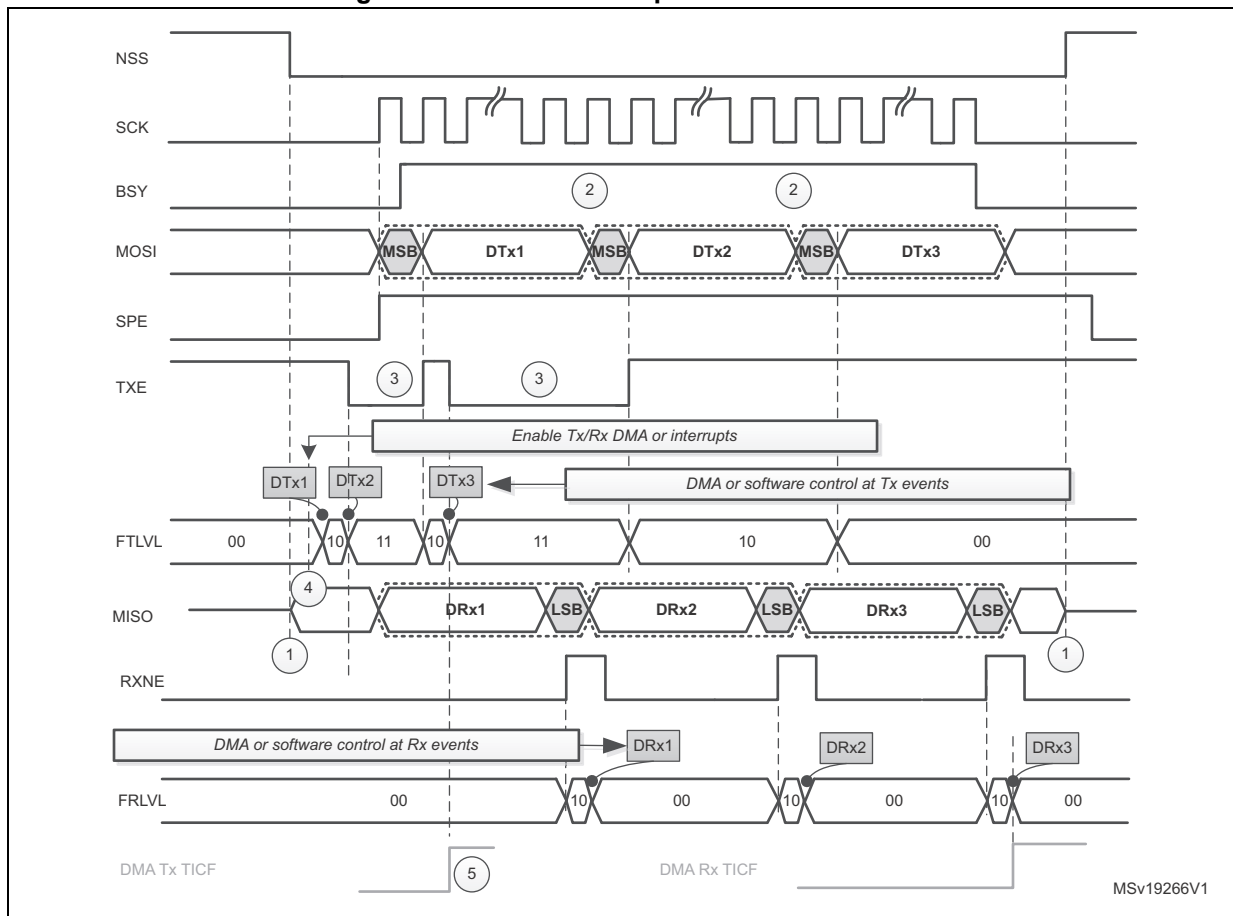 NSS
SCK
BSY
2 2
MOSI MSB DTx1 MSB DTx2 MSB DTx3
SPE
TXE 3 3
Enable Tx/Rx DMA or interrupts
DTx1 DTx2 DTx3 DMA or software control at Tx events
FTLVL 00 10 11 10 11 10 00
4
MISO DRx1 LSB DRx2 LSB DRx3 LSB
1 1
RXNE
DMA or software control at Rx events DRx1 DRx2 DRx3
FRLVL 00 10 00 10 00 10 00
DMA Tx TICF 5 DMA Rx TICF
MSv19266V1